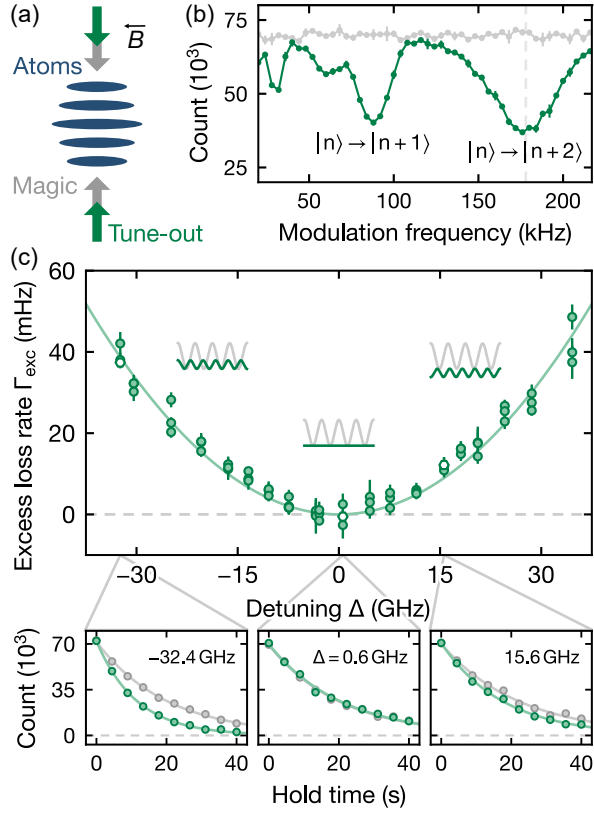 (a)
B
Atoms
Magic
Tune-out
(b)
Count (10³)
75
50
25
|n⟩ → |n + 1⟩
|n⟩ → |n + 2⟩
50
100
150
200
Modulation frequency (kHz)
(c)
Excess loss rate Γexc (mHz)
60
40
20
0
−30
−15
0
15
30
Detuning Δ (GHz)
Count (10³)
70
35
0
−32.4 GHz
Δ = 0.6 GHz
15.6 GHz
0
20
40
0
20
40
0
20
40
Hold time (s)